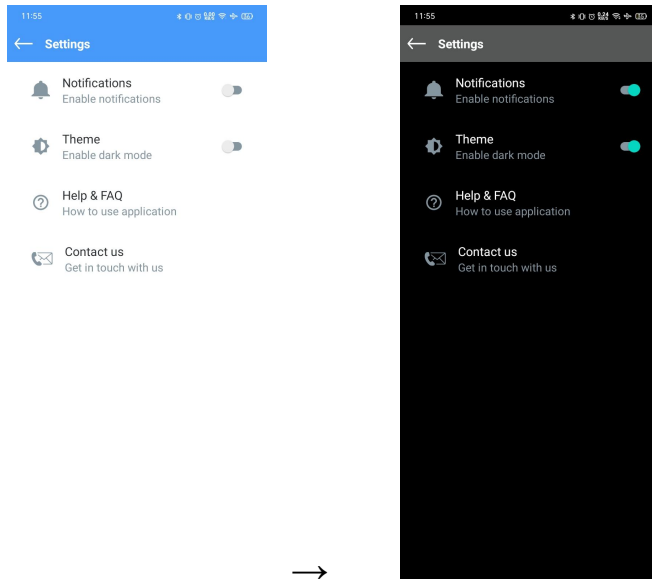 11:55
Settings
Notifications
Enable notifications
Theme
Enable dark mode
Help & FAQ
How to use application
Contact us
Get in touch with us
→
11:55
Settings
Notifications
Enable notifications
Theme
Enable dark mode
Help & FAQ
How to use application
Contact us
Get in touch with us